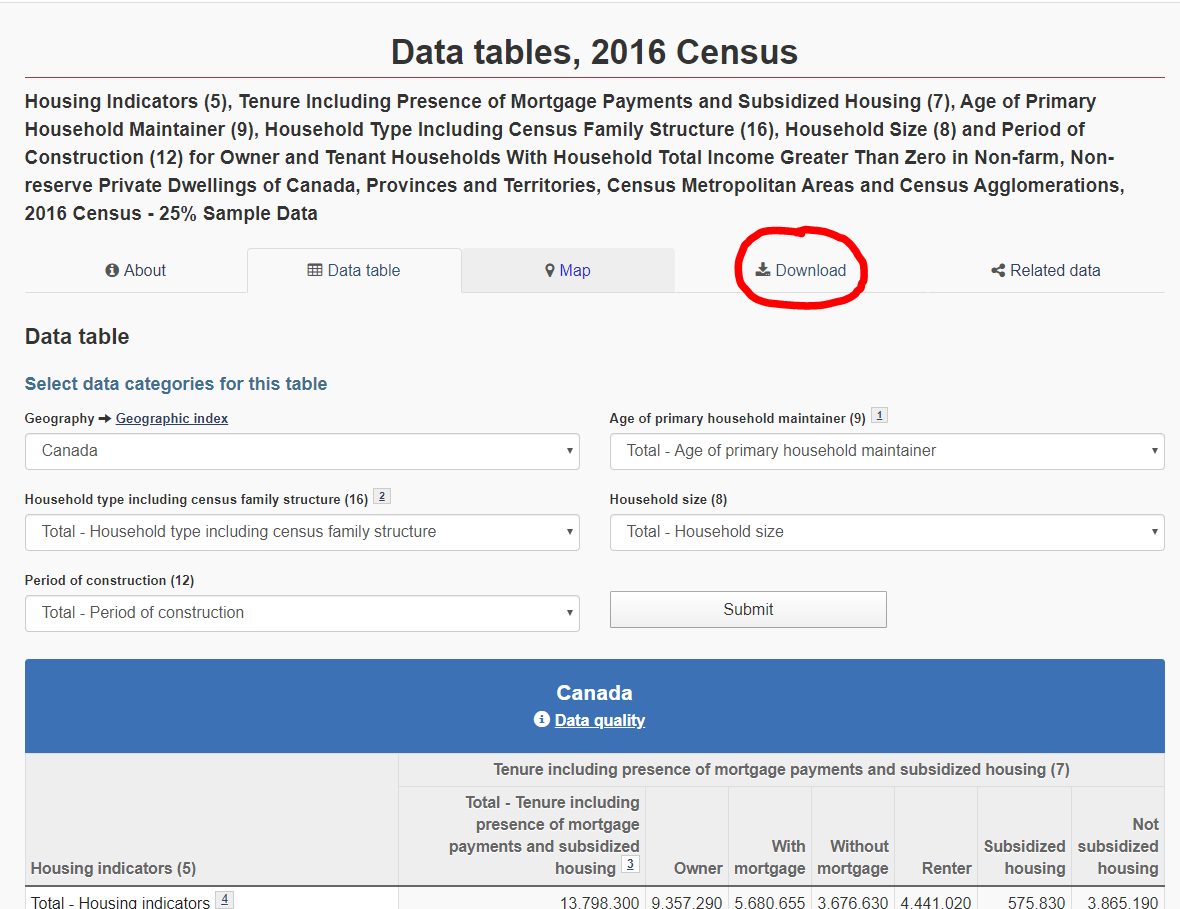 Data tables, 2016 Census
Housing Indicators (5), Tenure Including Presence of Mortgage Payments and Subsidized Housing (7), Age of Primary
Household Maintainer (9), Household Type Including Census Family Structure (16), Household Size (8) and Period of
Construction (12) for Owner and Tenant Households With Household Total Income Greater Than Zero in Non-farm, Non-
reserve Private Dwellings of Canada, Provinces and Territories, Census Metropolitan Areas and Census Agglomerations,
2016 Census - 25% Sample Data
About Data table Map Download Related data
Data table
Select data categories for this table
Geography Geographic index
Canada
Age of primary household maintainer (9) 1
Total - Age of primary household maintainer
Household type including census family structure (16) 2
Total - Household type including census family structure
Household size (8)
Total - Household size
Period of construction (12)
Total - Period of construction
Submit
Canada
Data quality
Tenure including presence of mortgage payments and subsidized housing (7)
Housing indicators (5)
Total - Tenure including
presence of mortgage
payments and subsidized
housing 3
Owner
With
mortgage
Without
mortgage
Renter
Subsidized
housing
Not
subsidized
housing
Total - Housing indicators 4 13,798,300 9,357,290 5,680,655 3,676,630 4,441,020 575,830 3,865,190